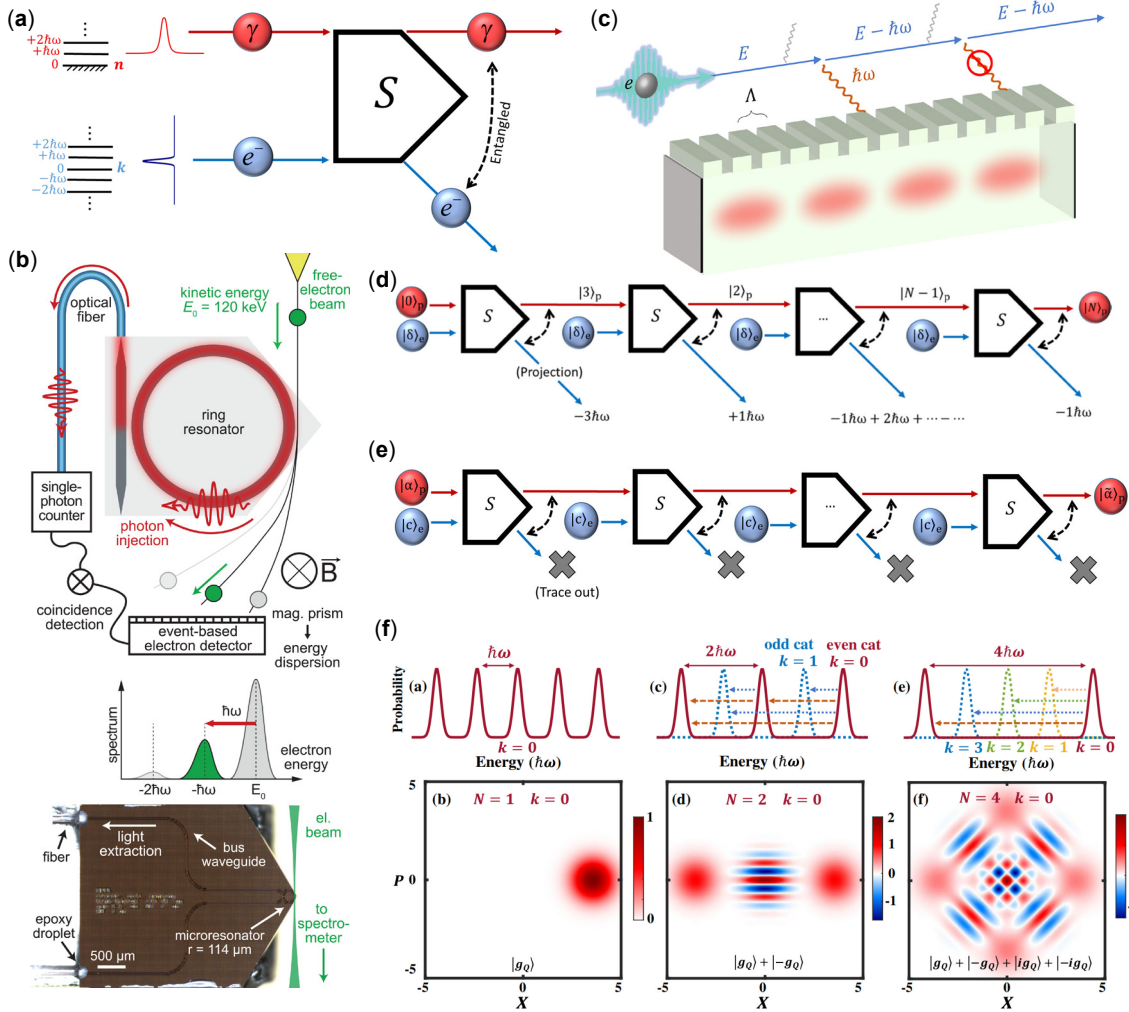 (a)
+2ħω
+ħω
0
n
γ
S
γ
Entangled
+2ħω
+ħω
0
k
−ħω
−2ħω
e⁻
e⁻
(b)
optical
fiber
kinetic energy
E₀ = 120 keV
free-
electron
beam
ring
resonator
single-
photon
counter
photon
injection
B
coincidence
detection
event-based
electron detector
mag. prism
energy
dispersion
spectrum
ħω
electron
energy
-2ħω
-ħω
E₀
fiber
light
extraction
bus
waveguide
el.
beam
epoxy
droplet
500 µm
microresonator
r = 114 µm
to
spectro-
meter
(c)
e
E
E − ħω
E − ħω
ħω
Λ
(d)
|0⟩ₚ
|δ⟩ₑ
S
|3⟩ₚ
|δ⟩ₑ
S
|2⟩ₚ
|δ⟩ₑ
...
|N − 1⟩ₚ
|δ⟩ₑ
S
|N⟩ₚ
(Projection)
−3ħω
+1ħω
−1ħω + 2ħω + ⋯ − ⋯
−1ħω
(e)
|α⟩ₚ
|c⟩ₑ
S
|c⟩ₑ
S
|c⟩ₑ
...
|c⟩ₑ
S
|α̃⟩ₚ
(Trace out)
(f)
Probability
(a)
ħω
k = 0
Energy (ħω)
(c)
2ħω
odd cat
k = 1
even cat
k = 0
Energy (ħω)
(e)
4ħω
k = 3
k = 2
k = 1
k = 0
Energy (ħω)
(b)
N = 1 k = 0
|g_Q⟩
5
P 0
-5
-5 0 5
X
1
0
(d)
N = 2 k = 0
|g_Q⟩ + |−g_Q⟩
-5 0 5
X
2
1
0
-1
(f)
N = 4 k = 0
|g_Q⟩ + |−g_Q⟩ + |ig_Q⟩ + |−ig_Q⟩
-5 0 5
X